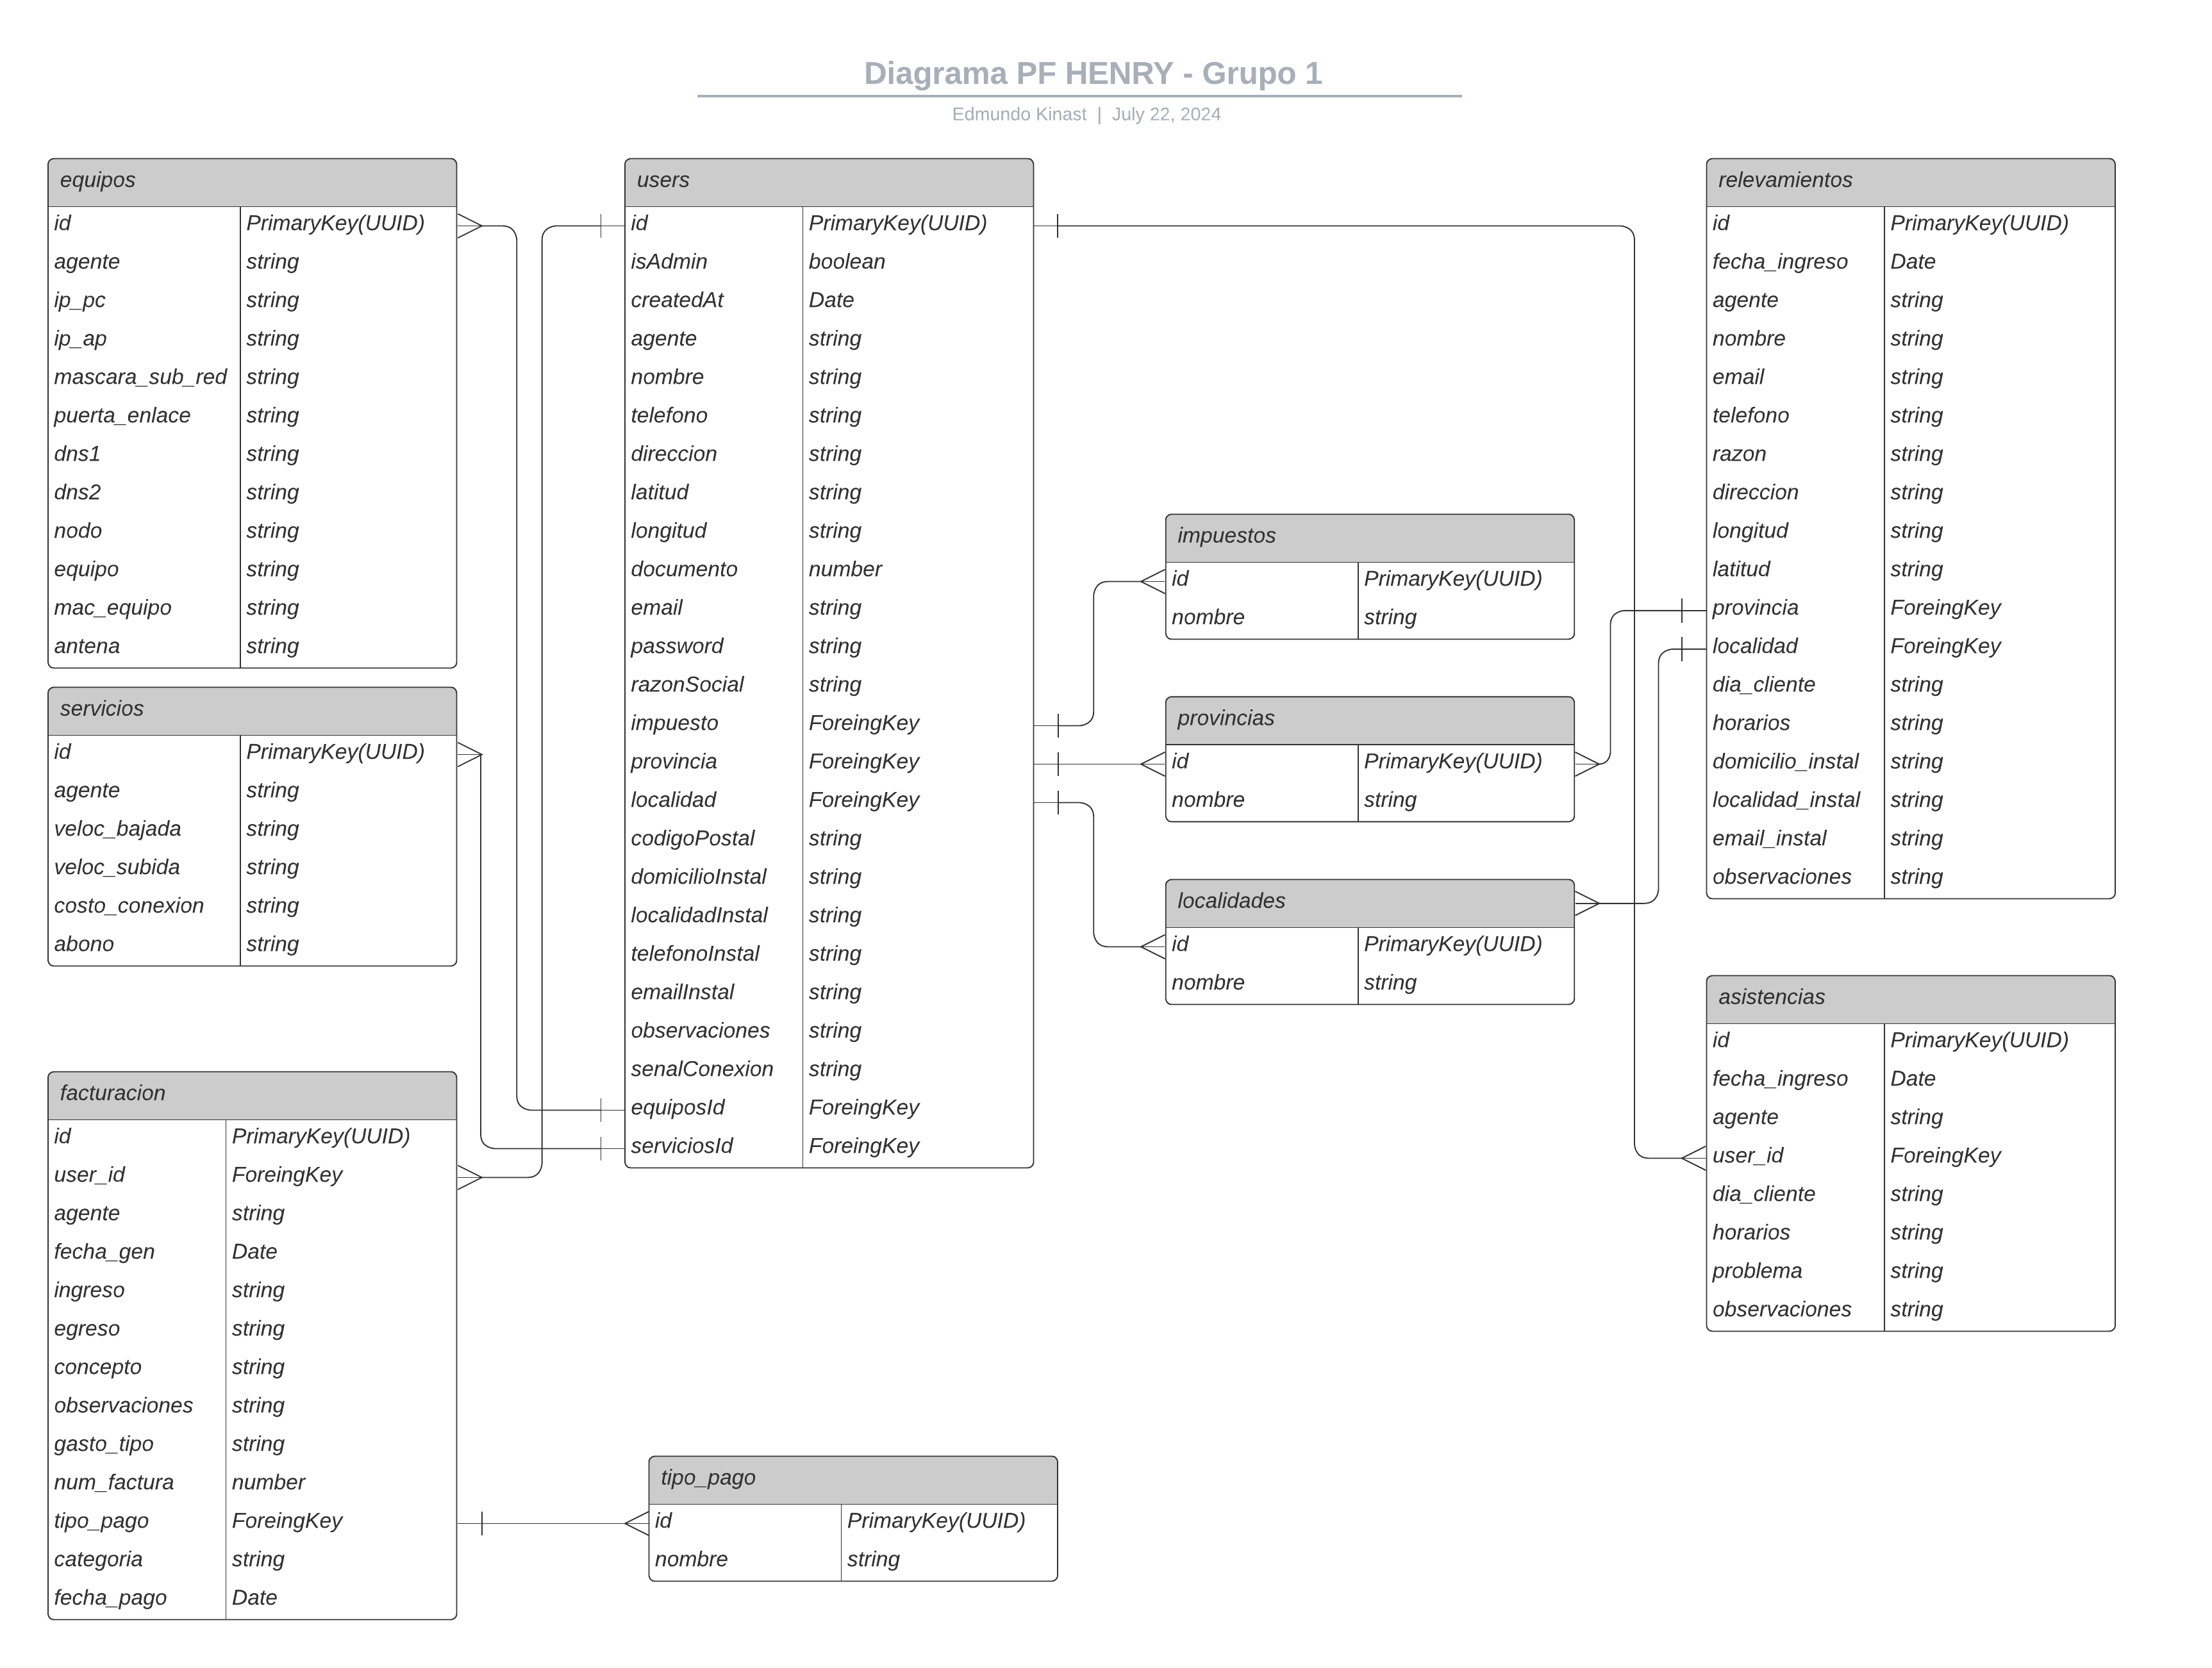 Diagrama PF HENRY - Grupo 1
Edmundo Kinast | July 22, 2024
equipos
id PrimaryKey(UUID)
agente string
ip_pc string
ip_ap string
mascara_sub_red string
puerta_enlace string
dns1 string
dns2 string
nodo string
equipo string
mac_equipo string
antena string
servicios
id PrimaryKey(UUID)
agente string
veloc_bajada string
veloc_subida string
costo_conexion string
abono string
facturacion
id PrimaryKey(UUID)
user_id ForeingKey
agente string
fecha_gen Date
ingreso string
egreso string
concepto string
observaciones string
gasto_tipo string
num_factura number
tipo_pago ForeingKey
categoria string
fecha_pago Date
users
id PrimaryKey(UUID)
isAdmin boolean
createdAt Date
agente string
nombre string
telefono string
direccion string
latitud string
longitud string
documento number
email string
password string
razonSocial string
impuesto ForeingKey
provincia ForeingKey
localidad ForeingKey
codigoPostal string
domicilioInstal string
localidadInstal string
telefonoInstal string
emailInstal string
observaciones string
senalConexion string
equiposId ForeingKey
serviciosId ForeingKey
tipo_pago
id PrimaryKey(UUID)
nombre string
impuestos
id PrimaryKey(UUID)
nombre string
provincias
id PrimaryKey(UUID)
nombre string
localidades
id PrimaryKey(UUID)
nombre string
relevamientos
id PrimaryKey(UUID)
fecha_ingreso Date
agente string
nombre string
email string
telefono string
razon string
direccion string
longitud string
latitud string
provincia ForeingKey
localidad ForeingKey
dia_cliente string
horarios string
domicilio_instal string
localidad_instal string
email_instal string
observaciones string
asistencias
id PrimaryKey(UUID)
fecha_ingreso Date
agente string
user_id ForeingKey
dia_cliente string
horarios string
problema string
observaciones string